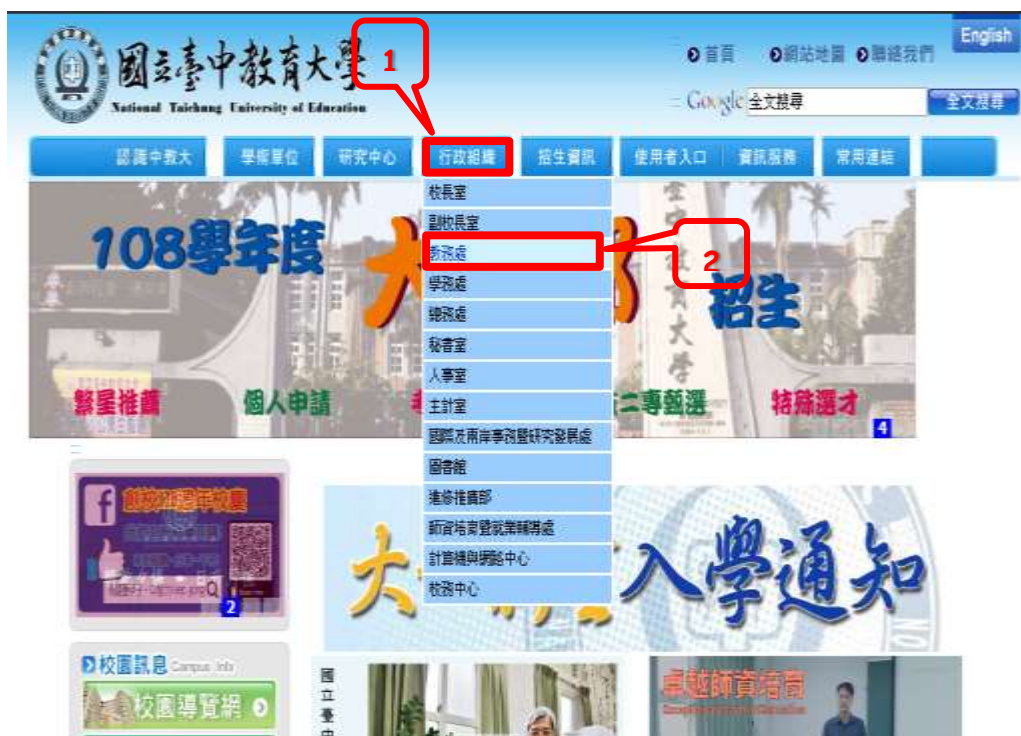 English
首頁 網站地圖 聯絡我們
國立臺中教育大學
National Taichung University of Education
Google 全文搜尋 全文搜尋
1
認識中教大 學術單位 研究中心 行政組織 招生資訊 使用者入口 資訊服務 常用連結
校長室
副校長室
教務處
2
學務處
總務處
秘書室
人事室
主計室
國際及兩岸事務暨研究發展處
圖書館
進修推廣部
師資培育暨就業輔導處
計算機與網路中心
校務中心
108學年度 大 招生
繁星推薦 個人申請 二專甄選 特殊選才
4
f
2
大 入學通知
校園訊息 Campus Info
校園導覽網
國立臺中
卓越師資培育